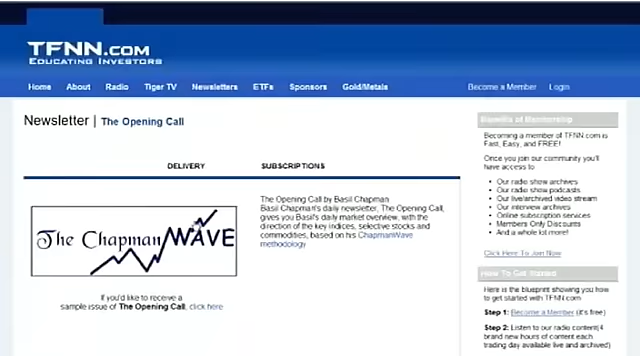 TFNN.COM
EDUCATING INVESTORS
Home About Radio Tiger TV Newsletters ETFs Sponsors Gold/Metals Become a Member Login
Newsletter | The Opening Call
DELIVERY SUBSCRIPTIONS
The Opening Call by Basil Chapman
Basil Chapman's daily newsletter, The Opening Call,
gives you Basil's daily market overview, with the
direction of the key indices, selective stocks and
commodities, based on his ChapmanWave
methodology
The Chapman WAVE
If you'd like to receive a
sample issue of The Opening Call, click here
Benefits of Membership
Becoming a member of TFNN.com is
Fast, Easy, and FREE!
Once you join our community you'll
have access to
• Our radio show archives
• Our radio show podcasts
• Our live/archived video stream
• Our interview archives
• Online subscription services
• Members Only Discounts
• And a whole lot more!
Click Here To Join Now
How To Get Started
Here is the blueprint showing you how
to get started with TFNN.com
Step 1: Become a Member (it's free)
Step 2: Listen to our radio content(4
brand new hours of content each
trading day available live and archived)